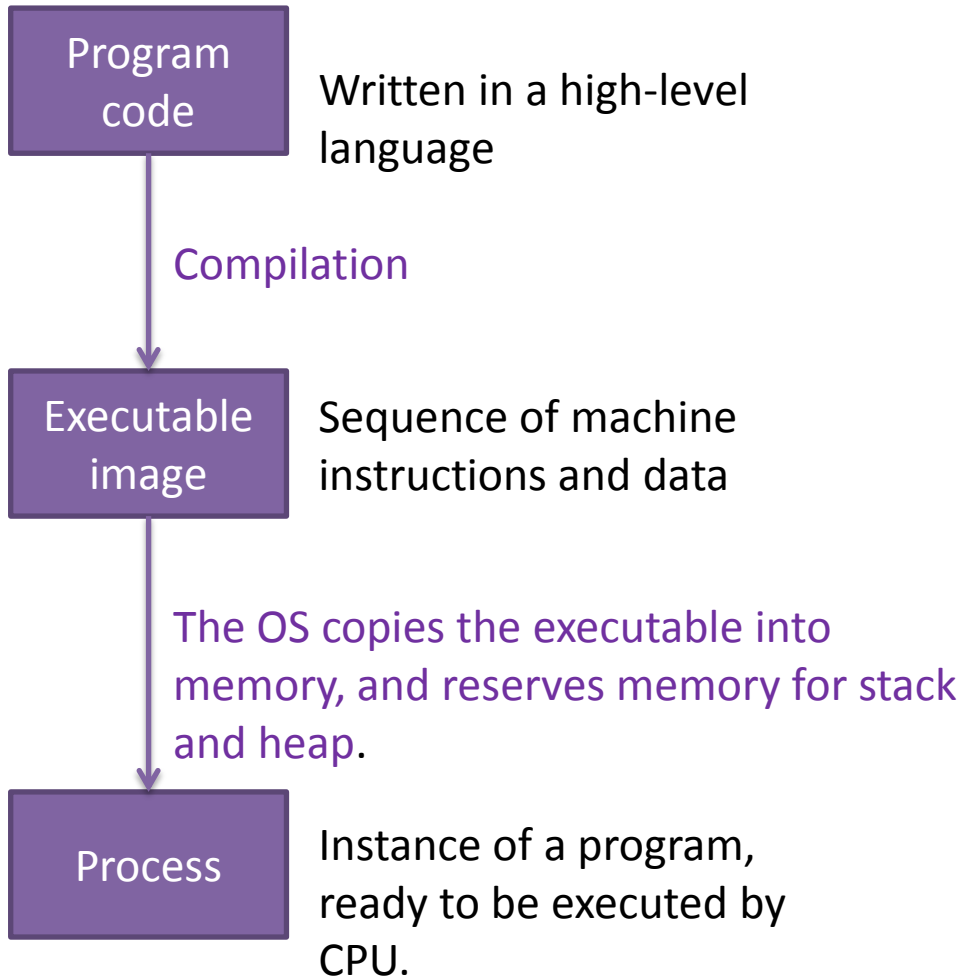 Program
code
Written in a high-level
language
Compilation
Executable
image
Sequence of machine
instructions and data
The OS copies the executable into
memory, and reserves memory for stack
and heap.
Process
Instance of a program,
ready to be executed by
CPU.